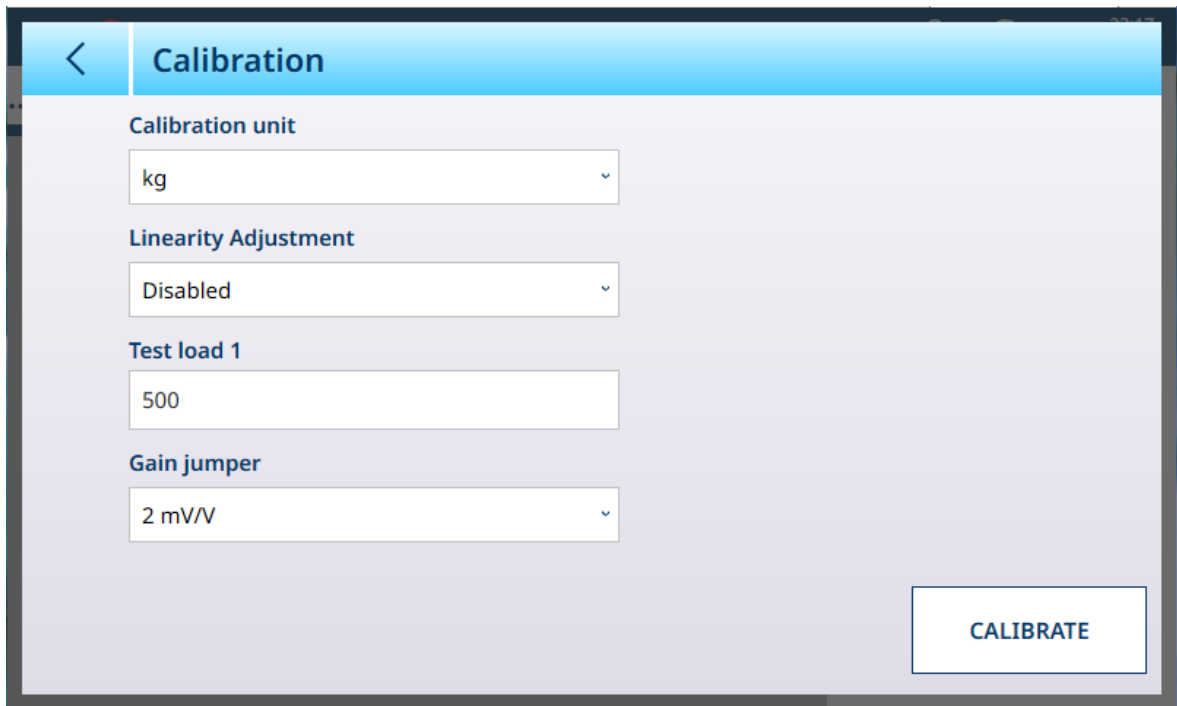 Calibration
Calibration unit
kg
Linearity Adjustment
Disabled
Test load 1
500
Gain jumper
2 mV/V
CALIBRATE